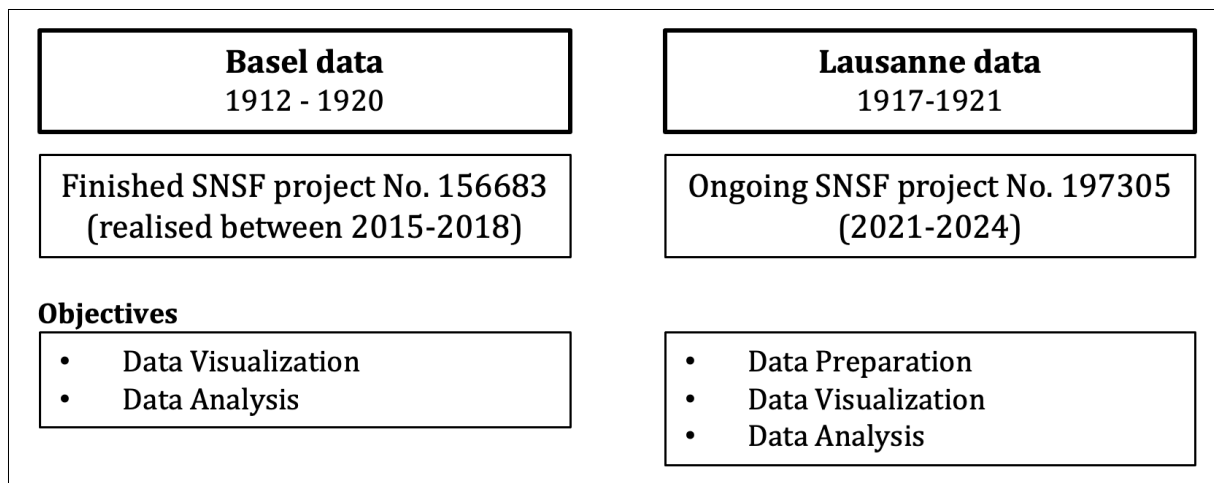 Basel data
1912 - 1920
Finished SNSF project No. 156683
(realised between 2015-2018)
Lausanne data
1917-1921
Ongoing SNSF project No. 197305
(2021-2024)
Objectives
• Data Visualization
• Data Analysis
• Data Preparation
• Data Visualization
• Data Analysis